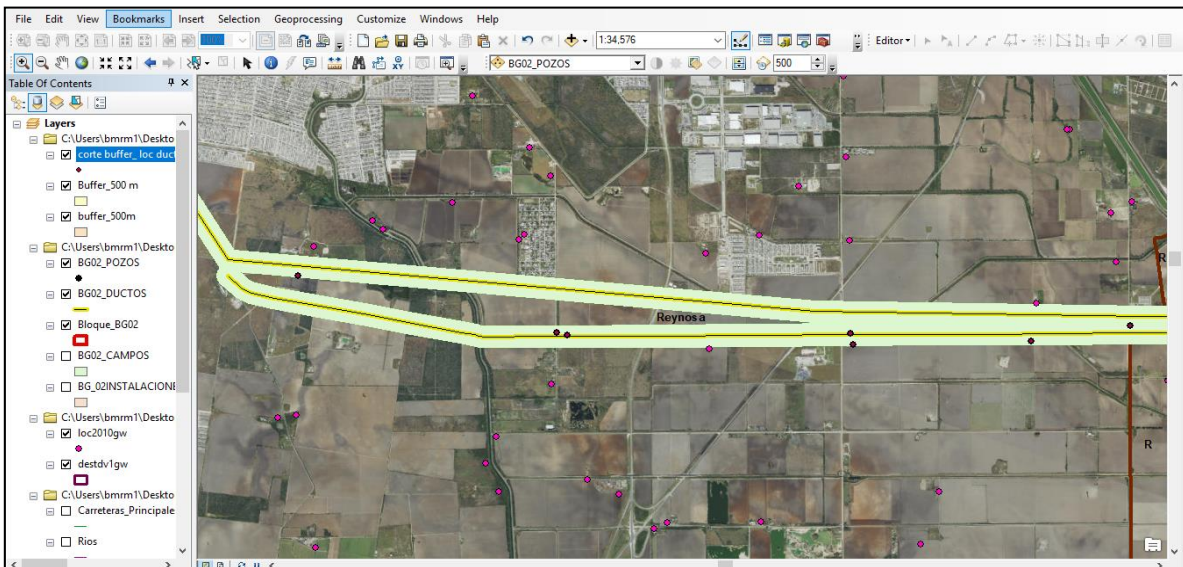 File Edit View Bookmarks Insert Selection Geoprocessing Customize Windows Help
1:34,576
Editor
BG02_POZOS
500
Table Of Contents
Layers
C:\Users\bmrm1\Deskto
corte buffer_ loc duct
Buffer_500 m
buffer_500m
C:\Users\bmrm1\Deskto
BG02_POZOS
BG02_DUCTOS
Bloque_BG02
BG02_CAMPOS
BG_02INSTALACIONE
C:\Users\bmrm1\Deskto
loc2010gw
destdv1gw
C:\Users\bmrm1\Deskto
Carreteras_Principale
Rios
Reynosa
R
R